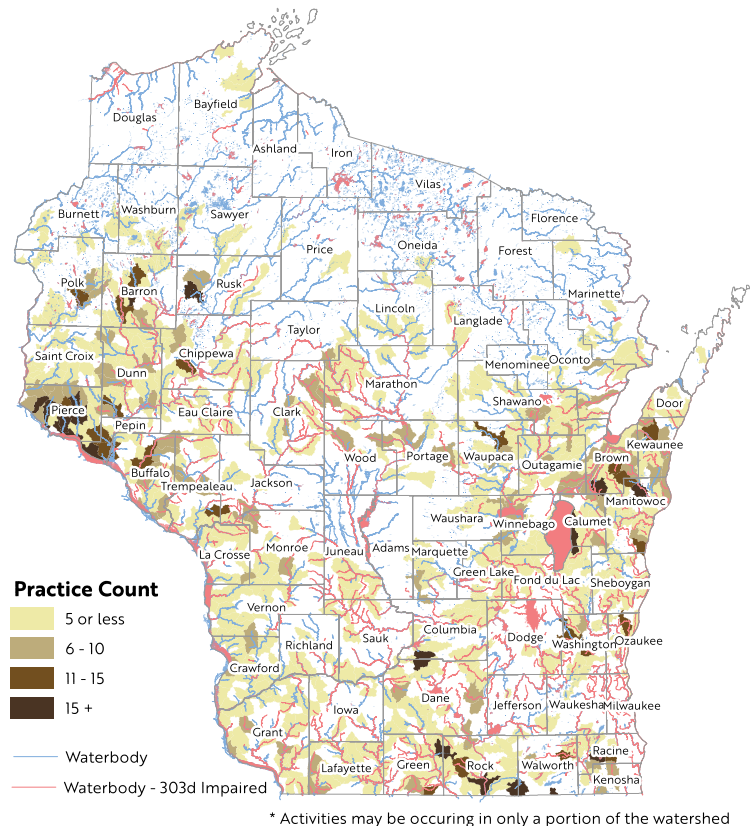 Bayfield
Douglas
Ashland
Iron
Vilas
Burnett
Washburn
Sawyer
Florence
Price
Oneida
Forest
Polk
Barron
Rusk
Marinette
Lincoln
Langlade
Taylor
Saint Croix
Chippewa
Dunn
Menominee
Oconto
Marathon
Pierce
Pepin
Eau Claire
Clark
Shawano
Door
Buffalo
Trempealeau
Jackson
Wood
Portage
Waupaca
Outagamie
Brown
Kewaunee
Manitowoc
Waushara
Winnebago
Calumet
La Crosse
Monroe
Juneau
Adams
Marquette
Green Lake
Fond du Lac
Sheboygan
Vernon
Richland
Sauk
Columbia
Dodge
Washington
Ozaukee
Crawford
Iowa
Dane
Jefferson
Waukesha
Milwaukee
Grant
Lafayette
Green
Rock
Walworth
Racine
Kenosha
Practice Count
5 or less
6 - 10
11 - 15
15 +
Waterbody
Waterbody - 303d Impaired
* Activities may be occuring in only a portion of the watershed